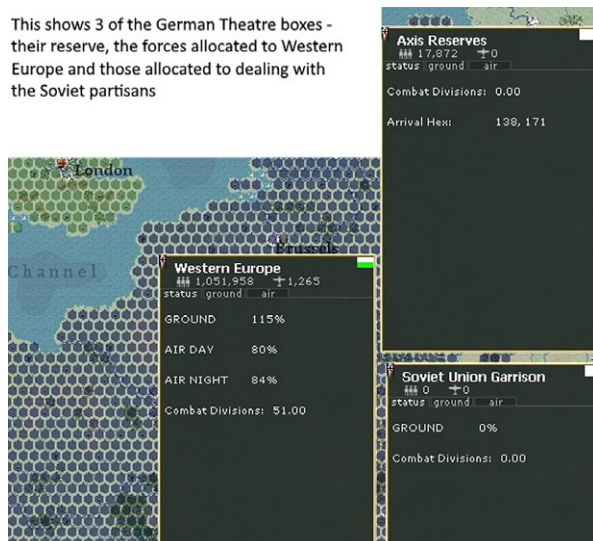 This shows 3 of the German Theatre boxes -
their reserve, the forces allocated to Western
Europe and those allocated to dealing with
the Soviet partisans
Axis Reserves
17,872 0
status ground air
Combat Divisions: 0.00
Arrival Hex: 138, 171
London
Brussels
Channel
Western Europe
1,051,958 1,265
status ground air
GROUND 115%
AIR DAY 80%
AIR NIGHT 84%
Combat Divisions: 51.00
Soviet Union Garrison
0 0
status ground air
GROUND 0%
Combat Divisions: 0.00